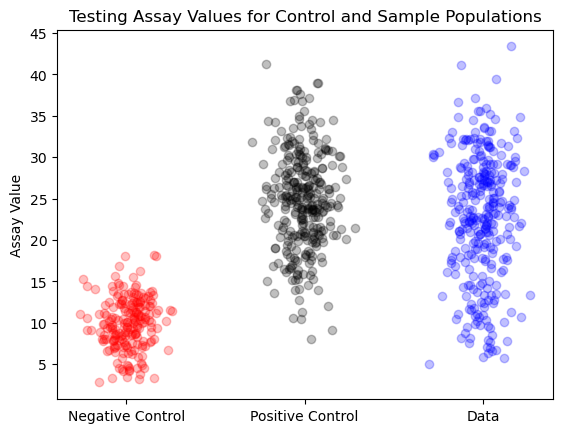 Testing Assay Values for Control and Sample Populations
45
40
35
30
25
20
15
10
5
Assay Value
Negative Control
Positive Control
Data